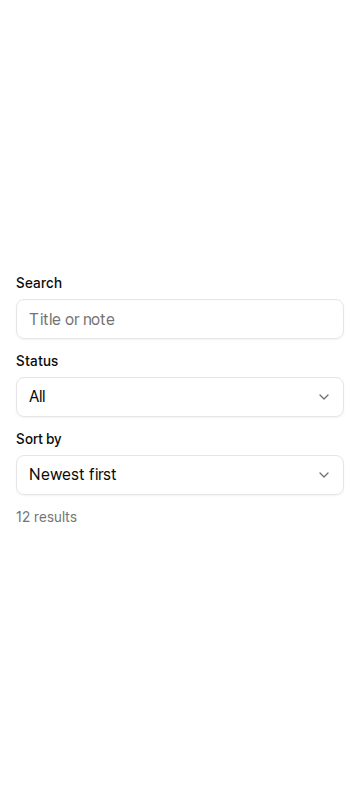 Search
Title or note
Status
All
Sort by
Newest first
12 results